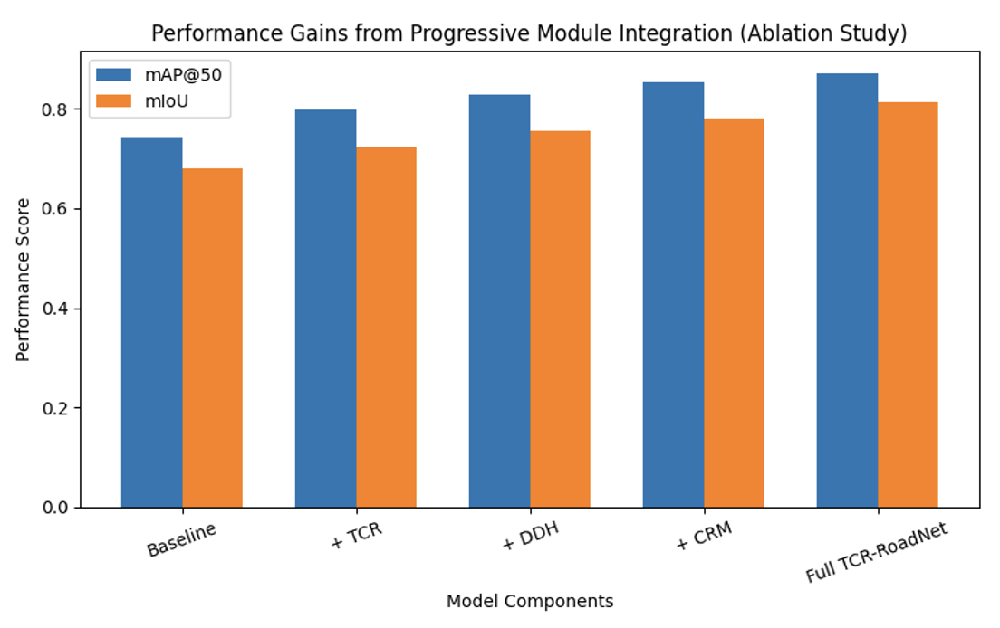 Performance Gains from Progressive Module Integration (Ablation Study)
mAP@50
mIoU
Performance Score
0.8
0.6
0.4
0.2
0.0
Baseline
+ TCR
+ DDH
+ CRM
Full TCR-RoadNet
Model Components